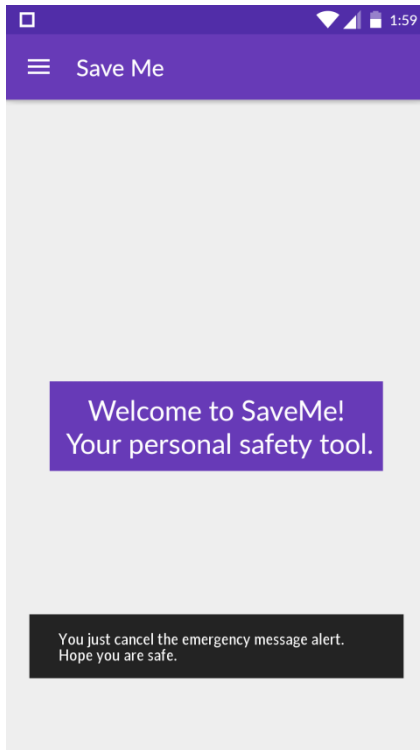 1:59
Save Me
Welcome to SaveMe!
Your personal safety tool.
You just cancel the emergency message alert.
Hope you are safe.